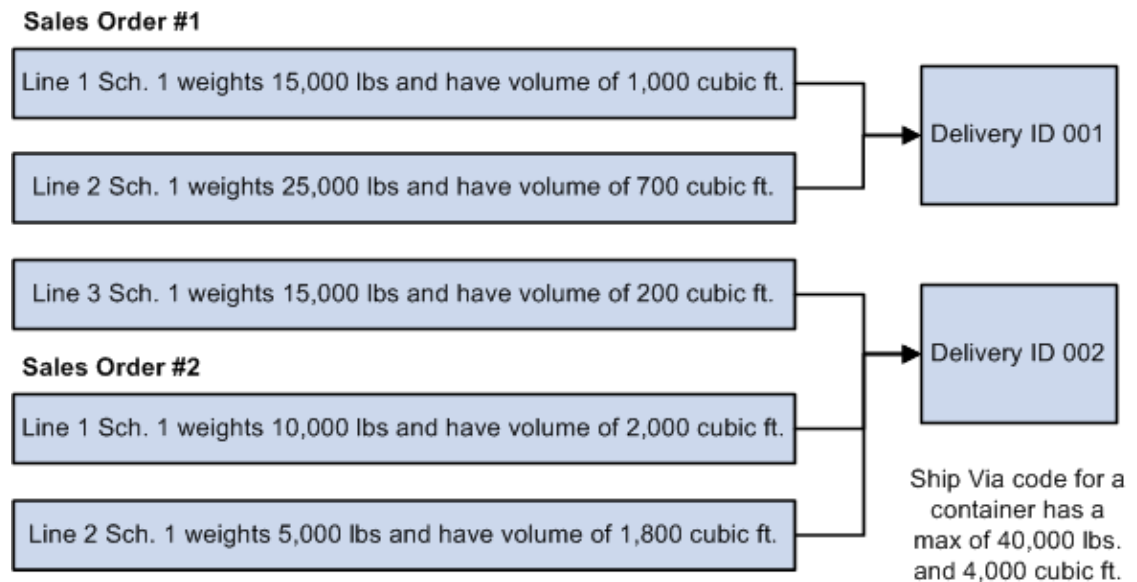 Sales Order #1
Line 1 Sch. 1 weights 15,000 lbs and have volume of 1,000 cubic ft.
Line 2 Sch. 1 weights 25,000 lbs and have volume of 700 cubic ft.
Delivery ID 001
Line 3 Sch. 1 weights 15,000 lbs and have volume of 200 cubic ft.
Sales Order #2
Line 1 Sch. 1 weights 10,000 lbs and have volume of 2,000 cubic ft.
Line 2 Sch. 1 weights 5,000 lbs and have volume of 1,800 cubic ft.
Delivery ID 002
Ship Via code for a
container has a
max of 40,000 lbs.
and 4,000 cubic ft.